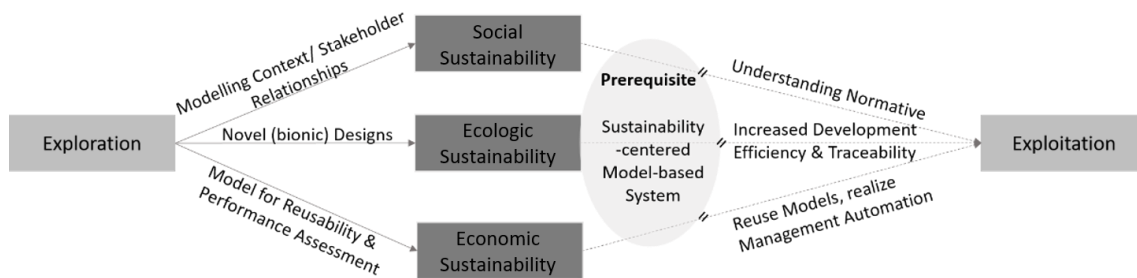 Exploration
Modelling Context/ Stakeholder
Relationships
Novel (bionic) Designs
Model for Reusability &
Performance Assessment
Social
Sustainability
Ecologic
Sustainability
Economic
Sustainability
Prerequisite
Sustainability
-centered
Model-based
System
Understanding Normative
Increased Development
Efficiency & Traceability
Reuse Models, realize
Management Automation
Exploitation